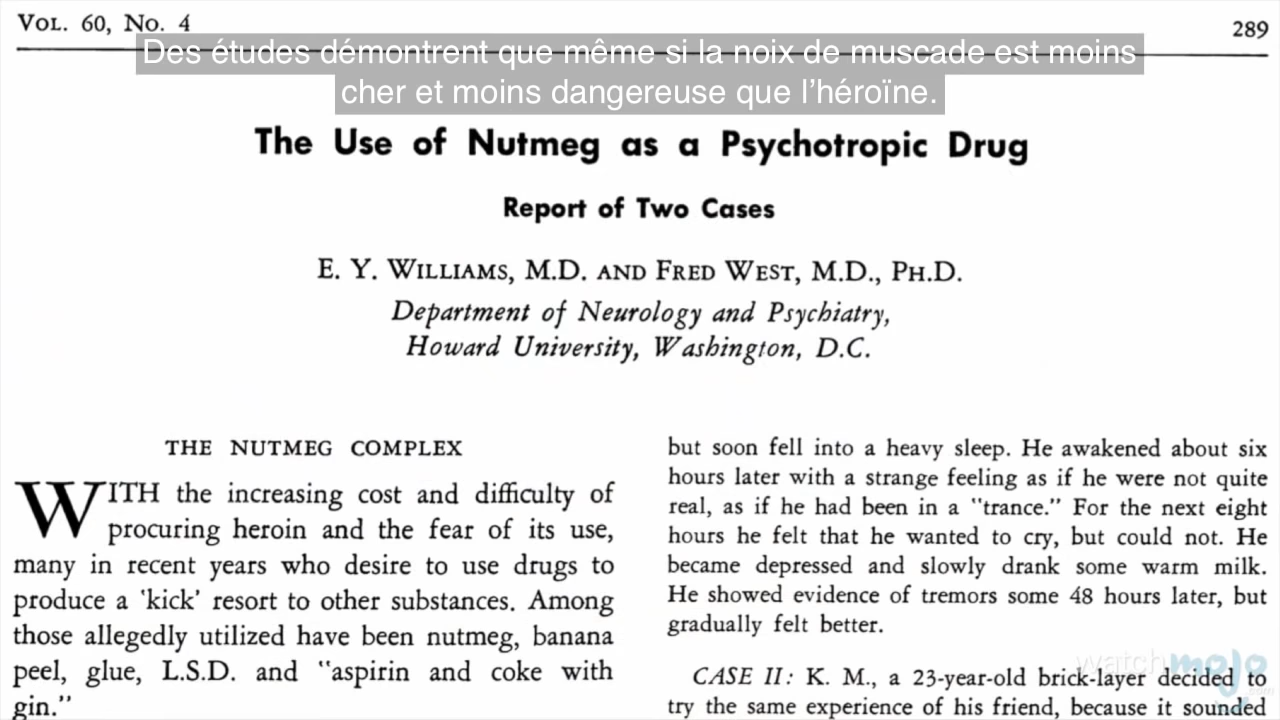 VOL. 60, No. 4
289
Des études démontrent que même si la noix de muscade est moins
cher et moins dangereuse que l'héroïne.
The Use of Nutmeg as a Psychotropic Drug
Report of Two Cases
E. Y. WILLIAMS, M.D. AND FRED WEST, M.D., PH.D.
Department of Neurology and Psychiatry,
Howard University, Washington, D.C.
THE NUTMEG COMPLEX
WITH the increasing cost and difficulty of
procuring heroin and the fear of its use,
many in recent years who desire to use drugs to
produce a 'kick' resort to other substances. Among
those allegedly utilized have been nutmeg, banana
peel, glue, L.S.D. and "aspirin and coke with
gin."
but soon fell into a heavy sleep. He awakened about six
hours later with a strange feeling as if he were not quite
real, as if he had been in a "trance." For the next eight
hours he felt that he wanted to cry, but could not. He
became depressed and slowly drank some warm milk.
He showed evidence of tremors some 48 hours later, but
gradually felt better.
CASE II: K. M., a 23-year-old brick-layer decided to
try the same experience of his friend, because it sounded
watchmojo
.com